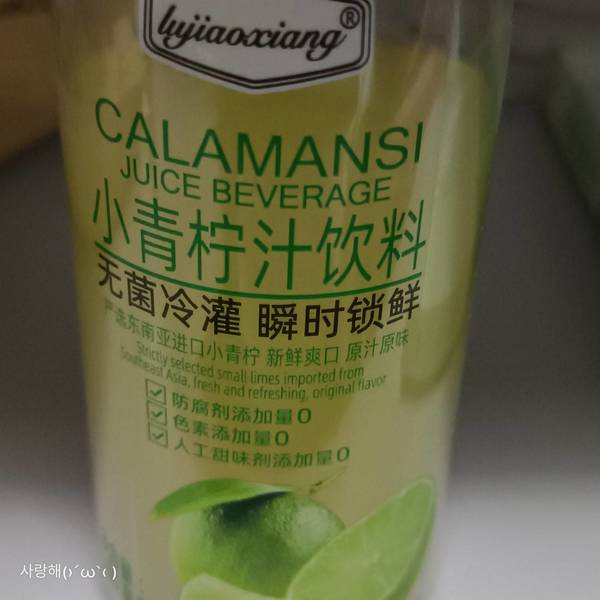 lujiaoxiang®
CALAMANSI
JUICE BEVERAGE
小青柠汁饮料
无菌冷灌 瞬时锁鲜
严选东南亚进口小青柠 新鲜爽口 原汁原味
Strictly selected small limes imported from
Southeast Asia, fresh and refreshing, original flavor
防腐剂添加量0
色素添加量0
人工甜味剂添加量0
사랑해(›´ω`‹ )